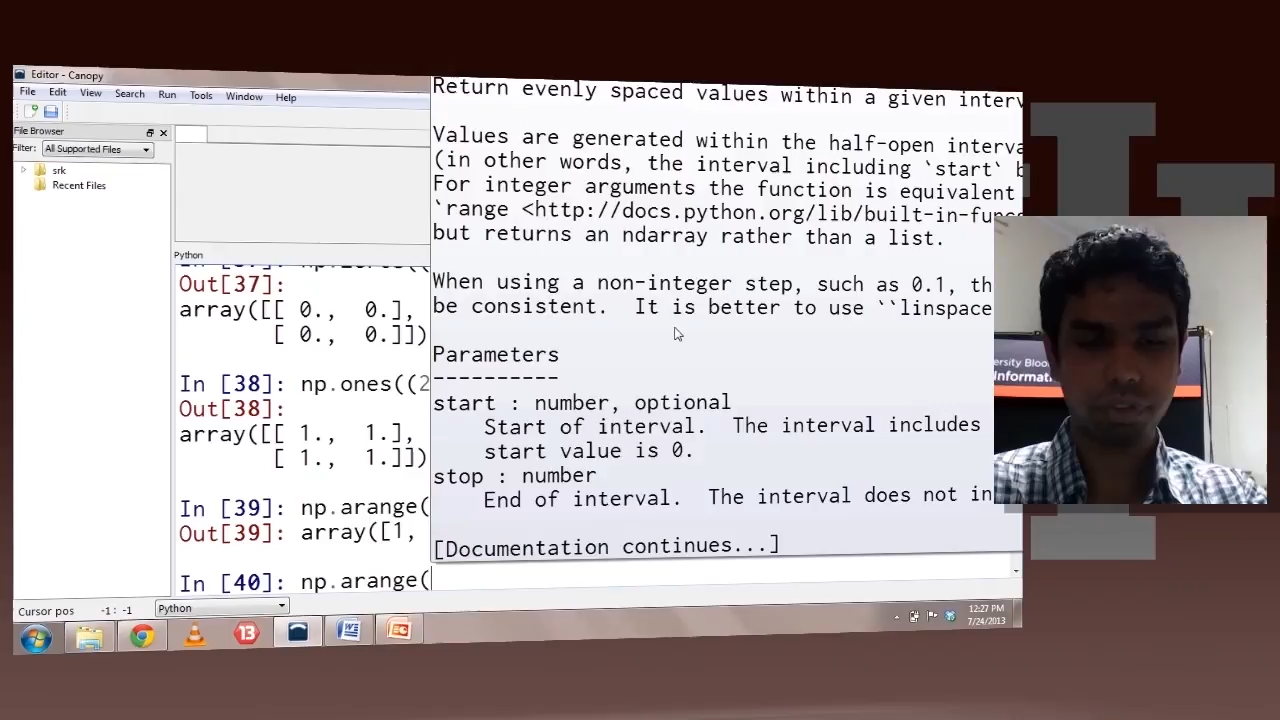 Editor - Canopy
File Edit View Search Run Tools Window Help
File Browser
Filter: All Supported Files
srk
Recent Files
Python
Out[37]:
array([[ 0., 0.],
[ 0., 0.]])
In [38]: np.ones((2
Out[38]:
array([[ 1., 1.],
[ 1., 1.]])
In [39]: np.arange(
Out[39]: array([1,
In [40]: np.arange(
Return evenly spaced values within a given interv
Values are generated within the half-open interva
(in other words, the interval including `start` b
For integer arguments the function is equivalent
`range <http://docs.python.org/lib/built-in-func
but returns an ndarray rather than a list.
When using a non-integer step, such as 0.1, th
be consistent. It is better to use ``linspace
Parameters
----------
start : number, optional
Start of interval. The interval includes
start value is 0.
stop : number
End of interval. The interval does not in
[Documentation continues...]
Cursor pos -1: -1 Python
13
12:27 PM
7/24/2013
ersity Bloo
Informat